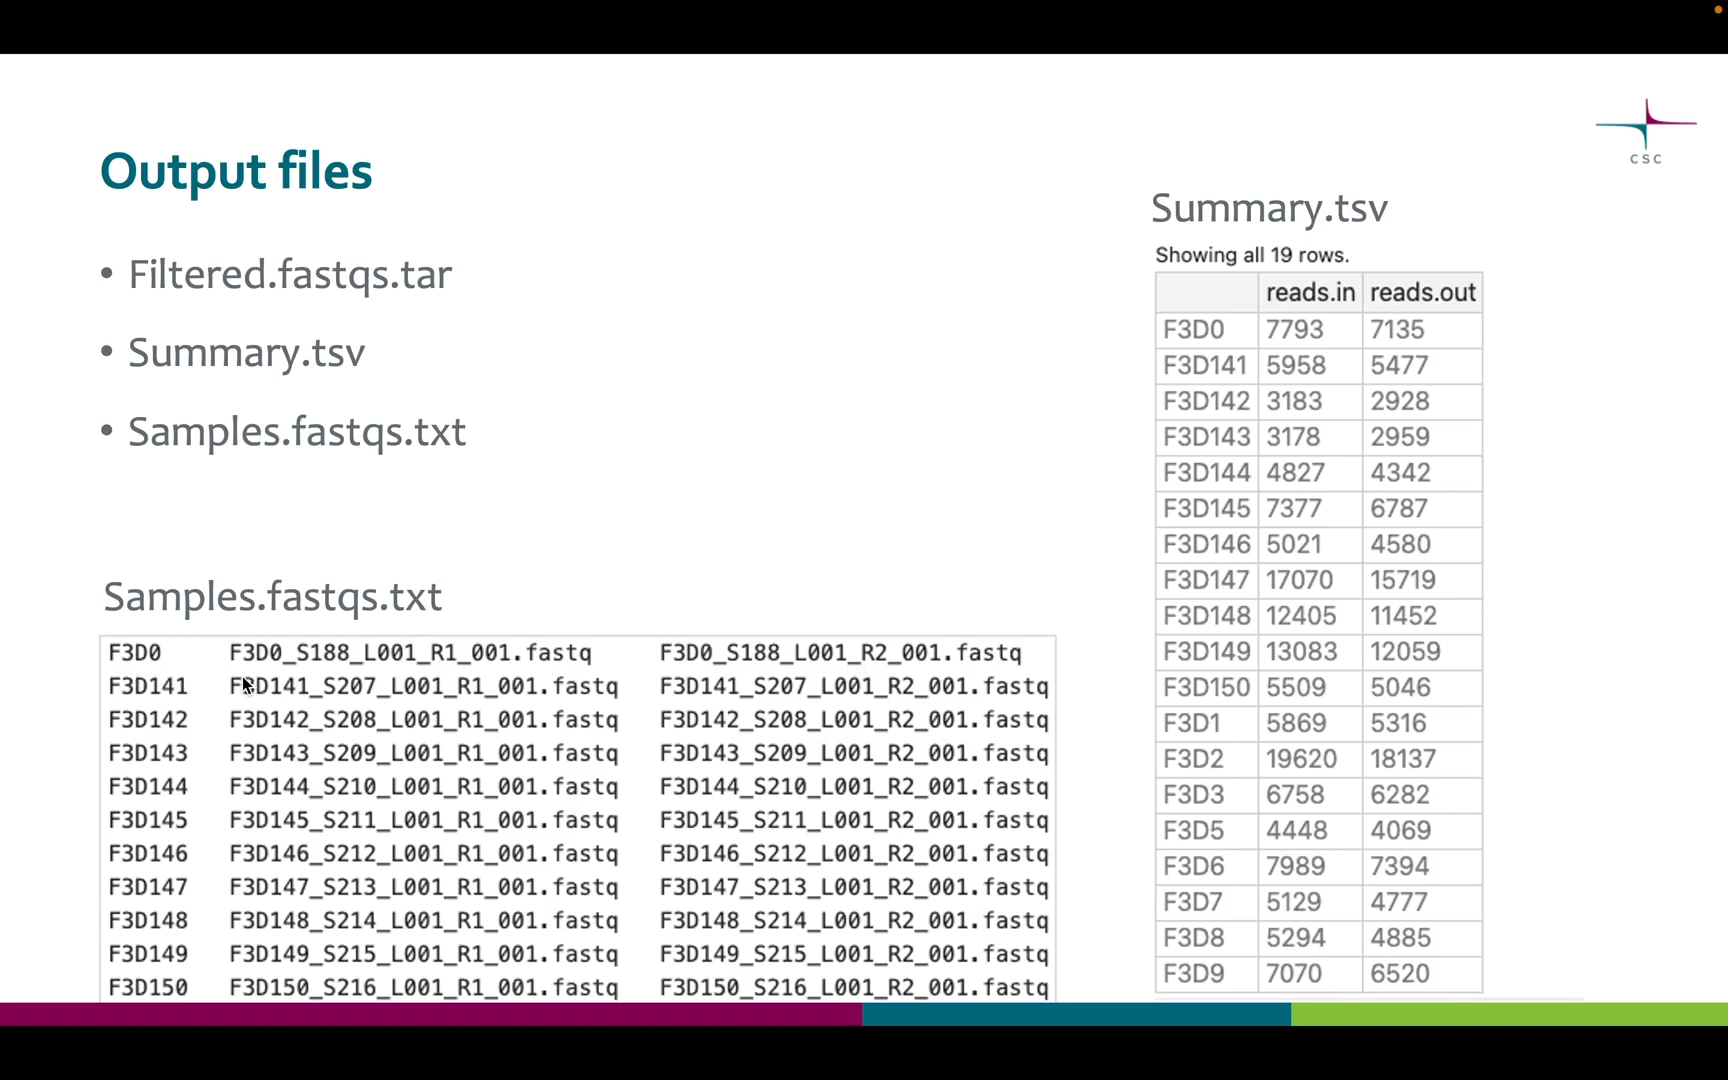 CSC
Output files
• Filtered.fastqs.tar
• Summary.tsv
• Samples.fastqs.txt
Samples.fastqs.txt
F3D0 F3D0_S188_L001_R1_001.fastq F3D0_S188_L001_R2_001.fastq
F3D141 F3D141_S207_L001_R1_001.fastq F3D141_S207_L001_R2_001.fastq
F3D142 F3D142_S208_L001_R1_001.fastq F3D142_S208_L001_R2_001.fastq
F3D143 F3D143_S209_L001_R1_001.fastq F3D143_S209_L001_R2_001.fastq
F3D144 F3D144_S210_L001_R1_001.fastq F3D144_S210_L001_R2_001.fastq
F3D145 F3D145_S211_L001_R1_001.fastq F3D145_S211_L001_R2_001.fastq
F3D146 F3D146_S212_L001_R1_001.fastq F3D146_S212_L001_R2_001.fastq
F3D147 F3D147_S213_L001_R1_001.fastq F3D147_S213_L001_R2_001.fastq
F3D148 F3D148_S214_L001_R1_001.fastq F3D148_S214_L001_R2_001.fastq
F3D149 F3D149_S215_L001_R1_001.fastq F3D149_S215_L001_R2_001.fastq
F3D150 F3D150_S216_L001_R1_001.fastq F3D150_S216_L001_R2_001.fastq
Summary.tsv
Showing all 19 rows.
reads.in reads.out
F3D0 7793 7135
F3D141 5958 5477
F3D142 3183 2928
F3D143 3178 2959
F3D144 4827 4342
F3D145 7377 6787
F3D146 5021 4580
F3D147 17070 15719
F3D148 12405 11452
F3D149 13083 12059
F3D150 5509 5046
F3D1 5869 5316
F3D2 19620 18137
F3D3 6758 6282
F3D5 4448 4069
F3D6 7989 7394
F3D7 5129 4777
F3D8 5294 4885
F3D9 7070 6520